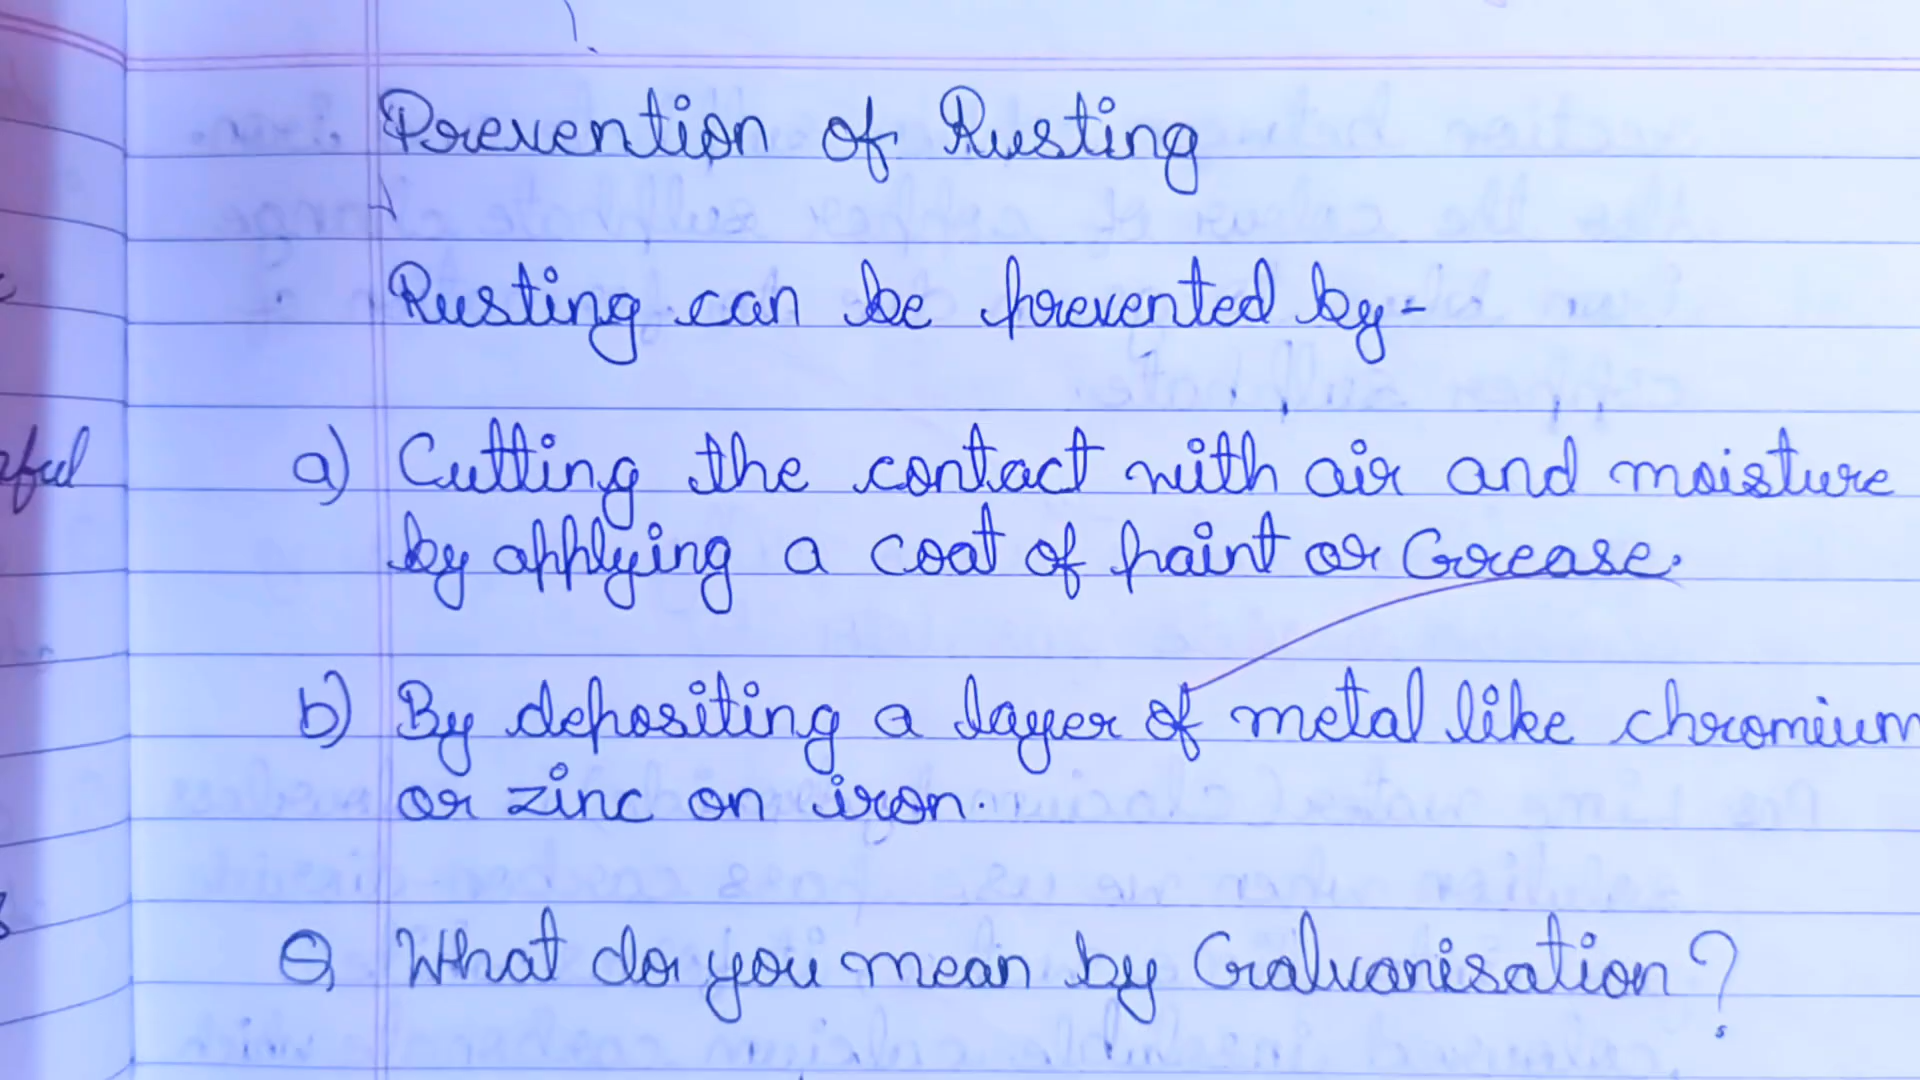 Prevention of Rusting
Rusting can be prevented by-
a) Cutting the contact with air and moisture
by applying a coat of paint or Grease.
b) By depositing a layer of metal like chromium
or zinc on iron.
Q What do you mean by Galvanisation?